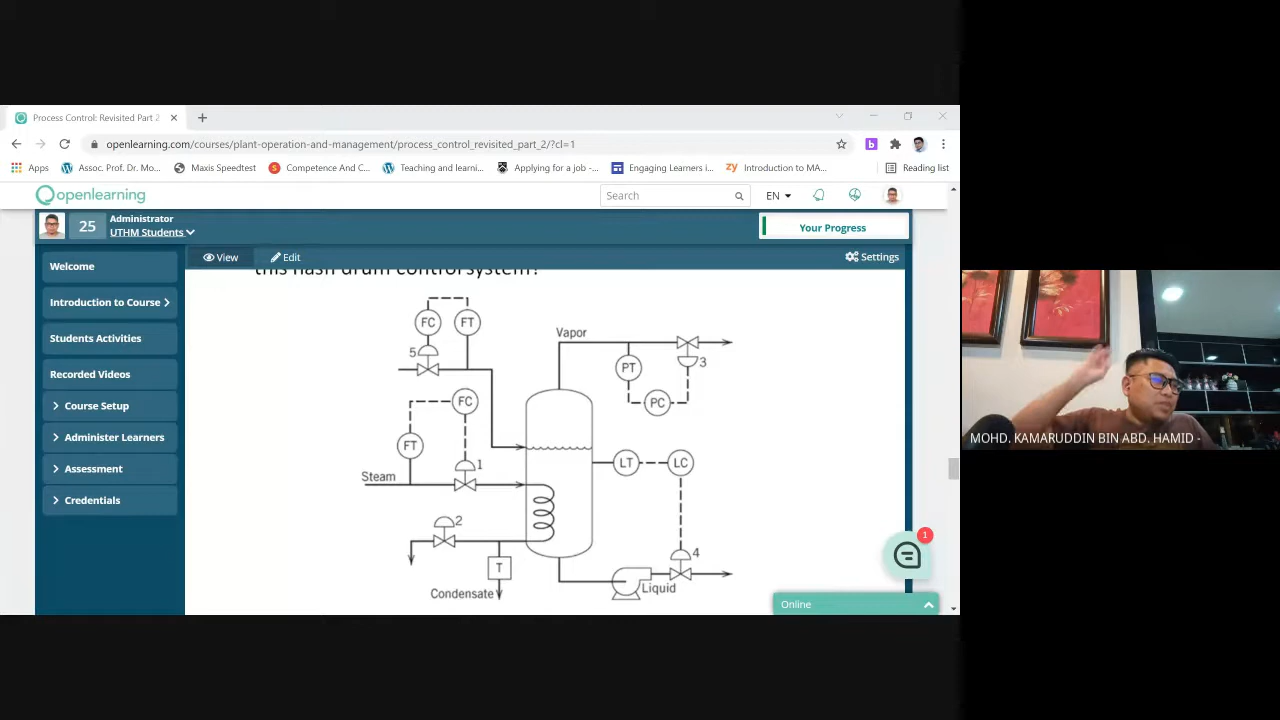 Process Control: Revisited Part 2
openlearning.com/courses/plant-operation-and-management/process_control_revisited_part_2/?cl=1
Apps
Assoc. Prof. Dr. Mo...
Maxis Speedtest
Competence And C...
Teaching and learni...
Applying for a job -...
Engaging Learners i...
Introduction to MA...
Reading list
openlearning
Search
EN
25
Administrator
UTHM Students
Your Progress
Welcome
Introduction to Course
Students Activities
Recorded Videos
Course Setup
Administer Learners
Assessment
Credentials
View
Edit
Settings
this flash drum control system?
FC
FT
5
Vapor
PT
3
PC
FC
FT
1
Steam
LT
LC
2
T
Condensate
4
Liquid
1
Online
MOHD. KAMARUDDIN BIN ABD. HAMID -